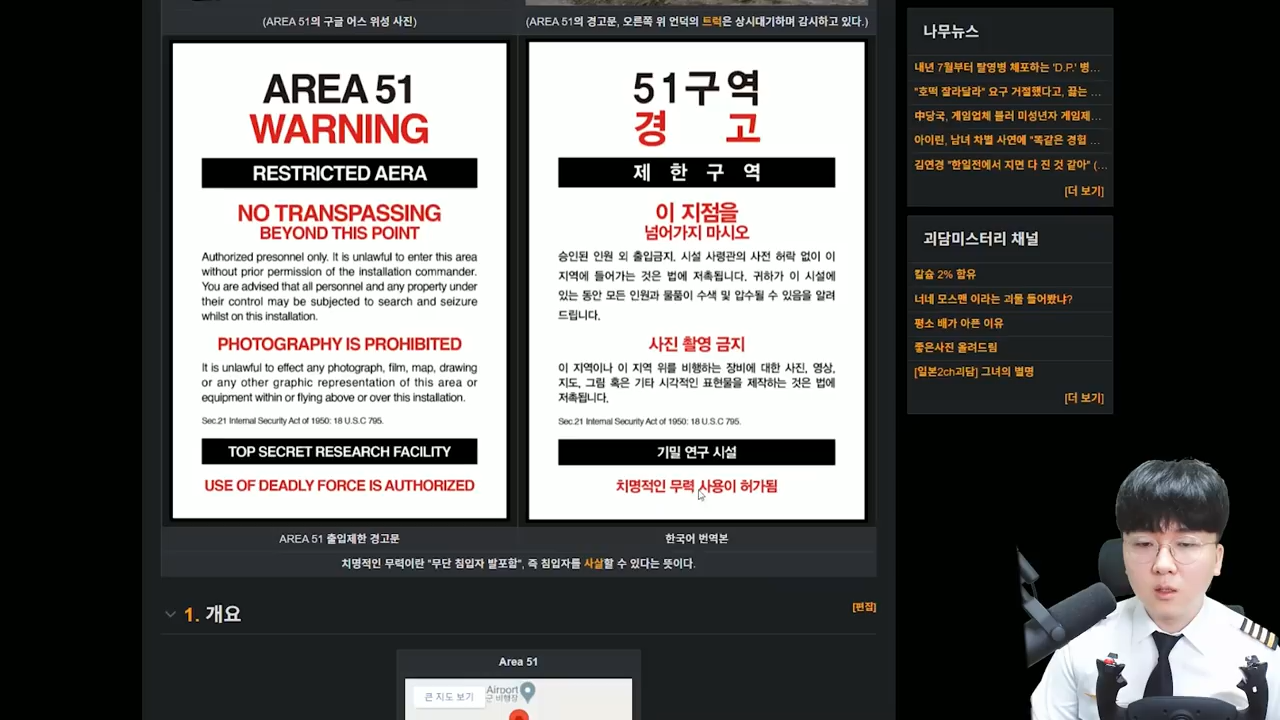 (AREA 51의 구글 어스 위성 사진)
(AREA 51의 경고문, 오른쪽 위 언덕의 트럭은 상시대기하며 감시하고 있다.)
AREA 51
WARNING
RESTRICTED AERA
NO TRANSPASSING
BEYOND THIS POINT
Authorized presonnel only. It is unlawful to enter this area
without prior permission of the installation commander.
You are advised that all personnel and any property under
their control may be subjected to search and seizure
whilst on this installation.
PHOTOGRAPHY IS PROHIBITED
It is unlawful to effect any photograph, film, map, drawing
or any other graphic representation of this area or
equipment within or flying above or over this installation.
Sec.21 Internal Security Act of 1950: 18 U.S.C 795.
TOP SECRET RESEARCH FACILITY
USE OF DEADLY FORCE IS AUTHORIZED
51구역
경 고
제 한 구 역
이 지점을
넘어가지 마시오
승인된 인원 외 출입금지. 시설 사령관의 사전 허락 없이 이
지역에 들어가는 것은 법에 저촉됩니다. 귀하가 이 시설에
있는 동안 모든 인원과 물품이 수색 및 압수될 수 있음을 알려
드립니다.
사진 촬영 금지
이 지역이나 이 지역 위를 비행하는 장비에 대한 사진, 영상,
지도, 그림 혹은 기타 시각적인 표현물을 제작하는 것은 법에
저촉됩니다.
Sec.21 Internal Security Act of 1950: 18 U.S.C 795.
기밀 연구 시설
치명적인 무력 사용이 허가됨
AREA 51 출입제한 경고문
한국어 번역본
치명적인 무력이란 "무단 침입자 발포함", 즉 침입자를 사살할 수 있다는 뜻이다.
1. 개요
[편집]
Area 51
큰 지도 보기
Airport
군 비행장
나무뉴스
내년 7월부터 탈영병 체포하는 'D.P.' 병...
"호떡 잘라달라" 요구 거절했다고, 끓는 ...
中당국, 게임업체 불러 미성년자 게임제...
아이린, 남녀 차별 사연에 "똑같은 경험 ...
김연경 "한일전에서 지면 다 진 것 같아" (...
[더 보기]
괴담미스터리 채널
칼슘 2% 함유
너네 모스맨 이라는 괴물 들어봤냐?
평소 배가 아픈 이유
좋은사진 올려드림
[일본2ch괴담] 그녀의 별명
[더 보기]